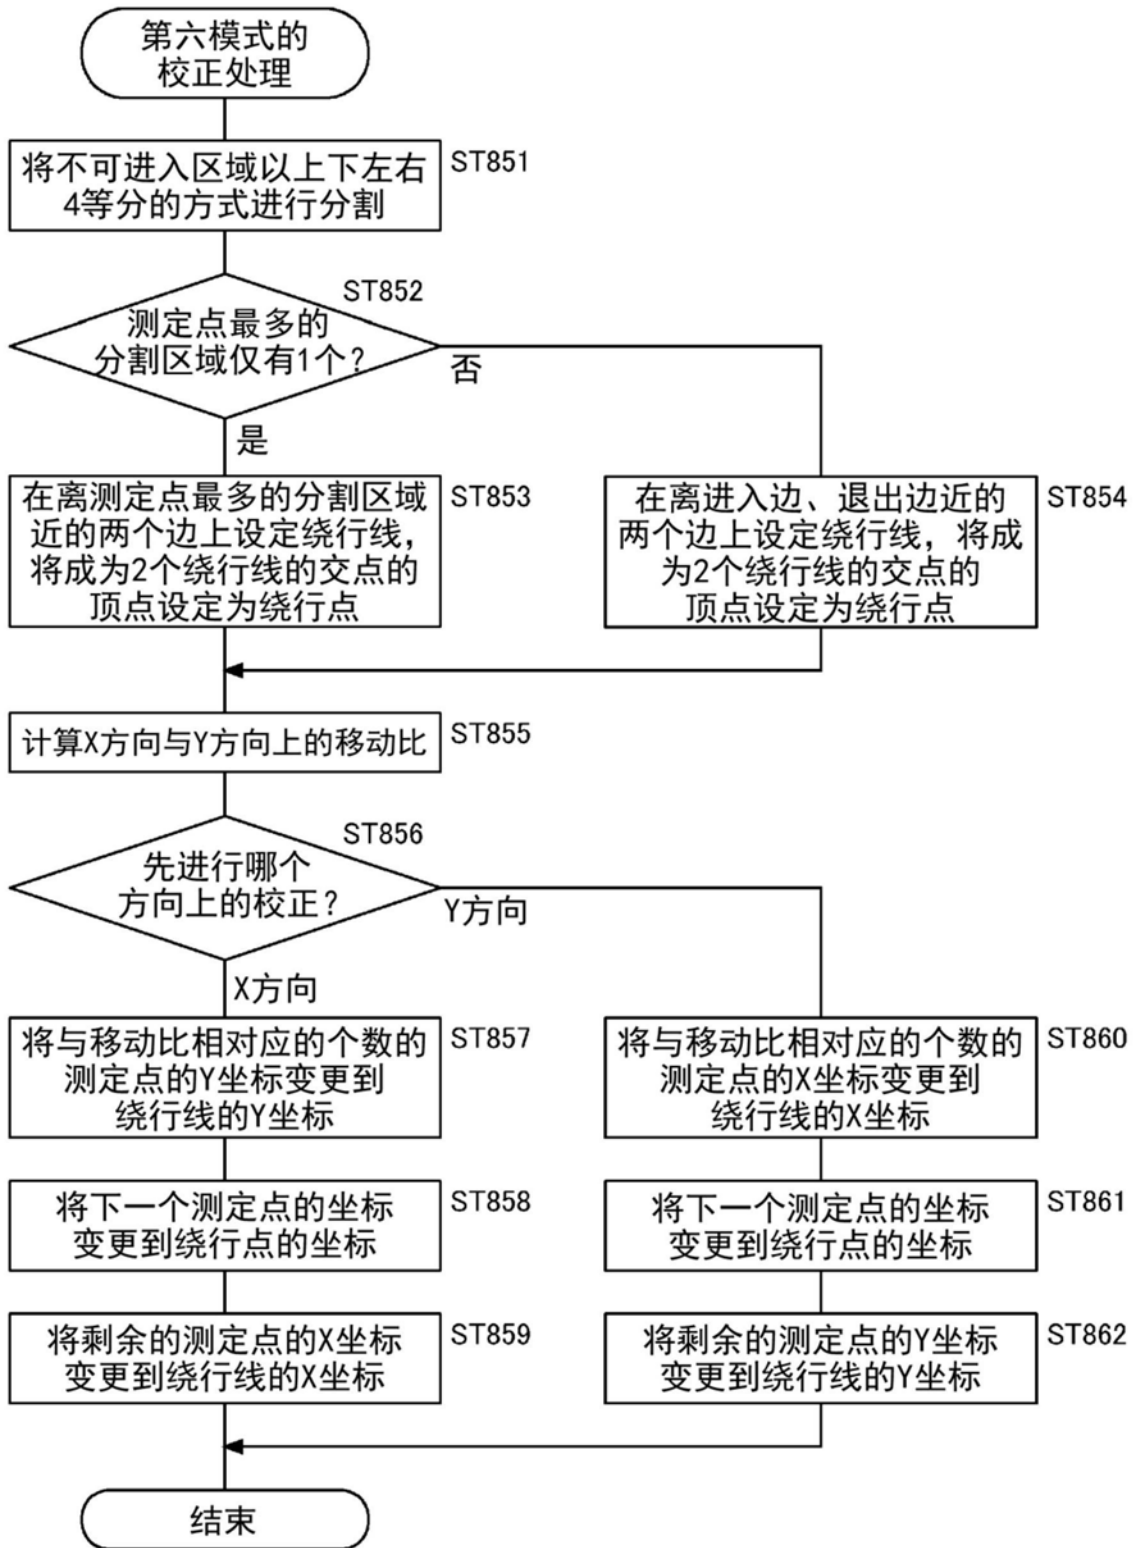 第六模式的
校正处理
将不可进入区域以上下左右
4等分的方式进行分割
ST851
ST852
测定点最多的
分割区域仅有1个？
否
是
在离测定点最多的分割区域
近的两个边上设定绕行线，
将成为2个绕行线的交点的
顶点设定为绕行点
ST853
在离进入边、退出边近的
两个边上设定绕行线，将成
为2个绕行线的交点的
顶点设定为绕行点
ST854
计算X方向与Y方向上的移动比
ST855
ST856
先进行哪个
方向上的校正？
Y方向
X方向
将与移动比相对应的个数的
测定点的Y坐标变更到
绕行线的Y坐标
ST857
将与移动比相对应的个数的
测定点的X坐标变更到
绕行线的X坐标
ST860
将下一个测定点的坐标
变更到绕行点的坐标
ST858
将下一个测定点的坐标
变更到绕行点的坐标
ST861
将剩余的测定点的X坐标
变更到绕行线的X坐标
ST859
将剩余的测定点的Y坐标
变更到绕行线的Y坐标
ST862
结束